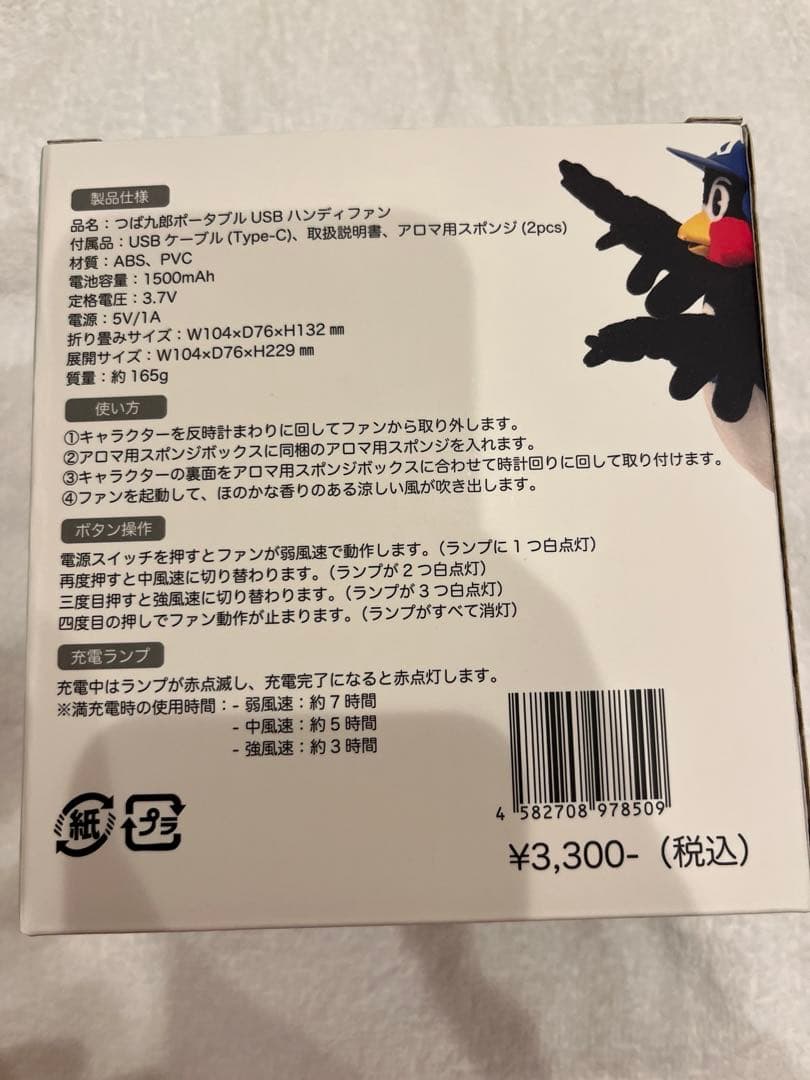 製品仕様
品名：つば九郎ポータブル USB ハンディファン
付属品：USB ケーブル (Type-C)、取扱説明書、アロマ用スポンジ (2pcs)
材質：ABS、PVC
電池容量：1500mAh
定格電圧：3.7V
電源：5V/1A
折り畳みサイズ：W104×D76×H132 ㎜
展開サイズ：W104×D76×H229 ㎜
質量：約 165g
使い方
①キャラクターを反時計まわりに回してファンから取り外します。
②アロマ用スポンジボックスに同梱のアロマ用スポンジを入れます。
③キャラクターの裏面をアロマ用スポンジボックスに合わせて時計回りに回して取り付けます。
④ファンを起動して、ほのかな香りのある涼しい風が吹き出します。
ボタン操作
電源スイッチを押すとファンが弱風速で動作します。（ランプに 1 つ白点灯）
再度押すと中風速に切り替わります。（ランプが 2 つ白点灯）
三度目押すと強風速に切り替わります。（ランプが 3 つ白点灯）
四度目の押しでファン動作が止まります。（ランプがすべて消灯）
充電ランプ
充電中はランプが赤点滅し、充電完了になると赤点灯します。
※満充電時の使用時間：- 弱風速：約 7 時間
- 中風速：約 5 時間
- 強風速：約 3 時間
紙 プラ
4 582708 978509
¥3,300-（税込）